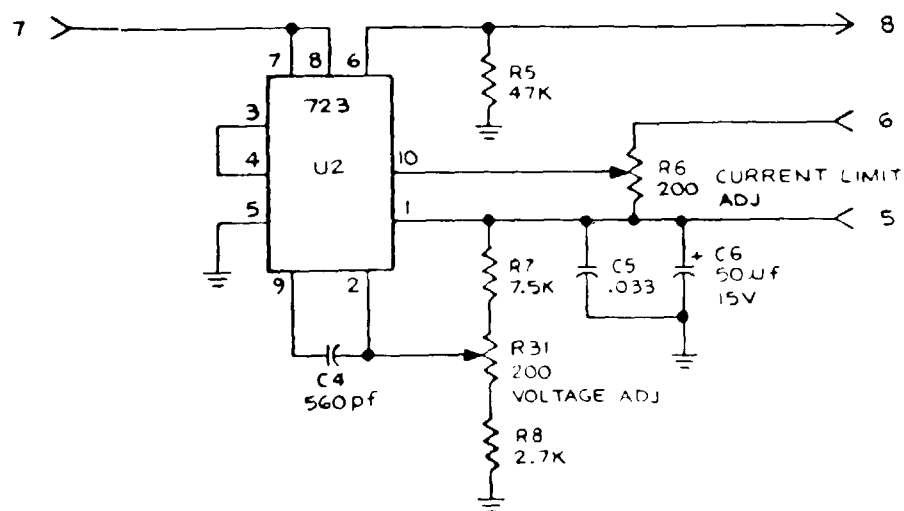 7
8
7 8 6
R5
47K
723
3
6
U2
4
10
R6
200
CURRENT LIMIT
ADJ
5
1
5
R7
7.5K
C5
.033
+ C6
50uf
15V
9
2
R31
200
VOLTAGE ADJ
C4
560pf
R8
2.7K